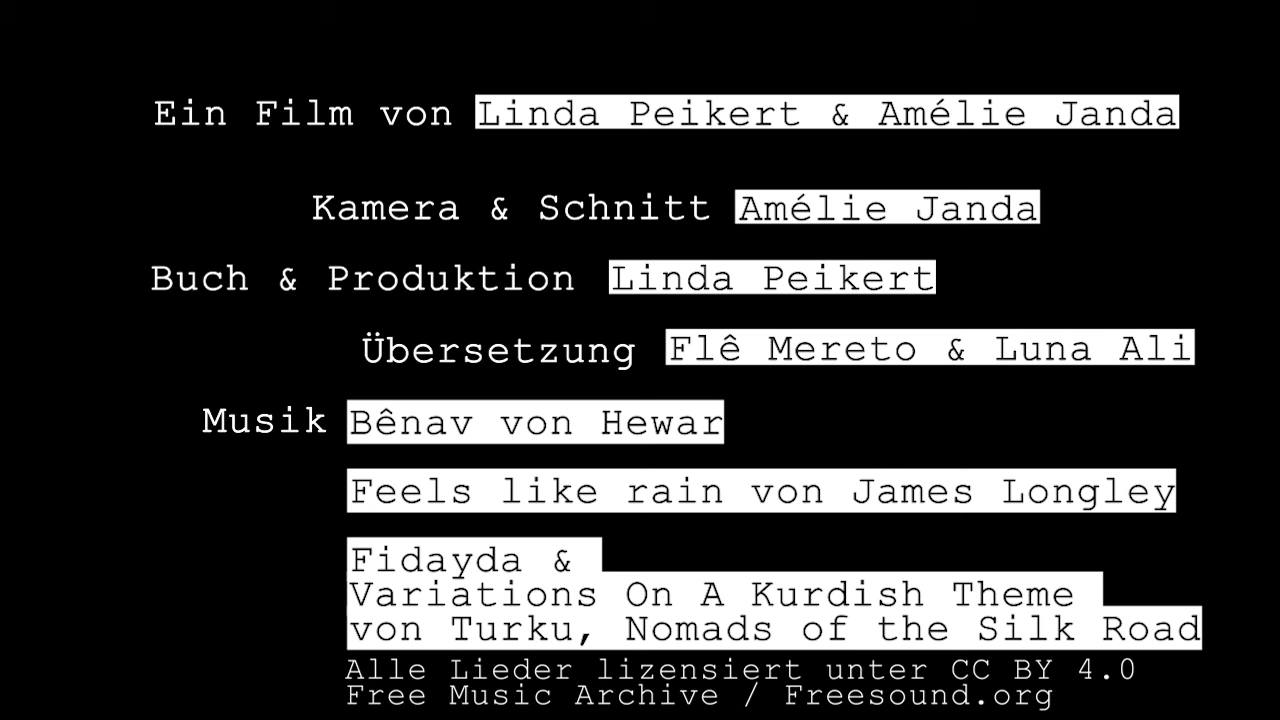 Ein Film von Linda Peikert & Amélie Janda
Kamera & Schnitt Amélie Janda
Buch & Produktion Linda Peikert
Übersetzung Flê Mereto & Luna Ali
Musik Bênav von Hewar
Feels like rain von James Longley
Fidayda &
Variations On A Kurdish Theme
von Turku, Nomads of the Silk Road
Alle Lieder lizensiert unter CC BY 4.0
Free Music Archive / Freesound.org